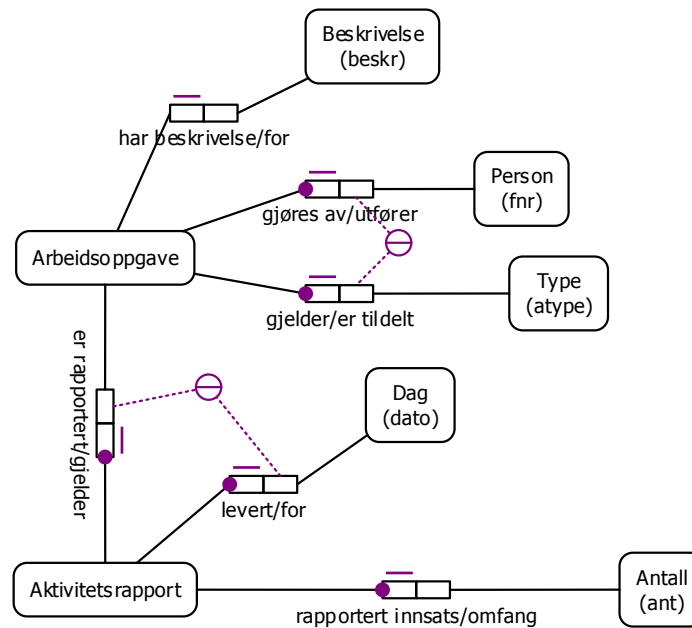 Beskrivelse
(beskr)
har beskrivelse/for
Person
(fnr)
gjøres av/utfører
Arbeidsoppgave
Type
(atype)
gjelder/er tildelt
er rapportert/gjelder
Dag
(dato)
levert/for
Aktivitetsrapport
Antall
(ant)
rapportert innsats/omfang